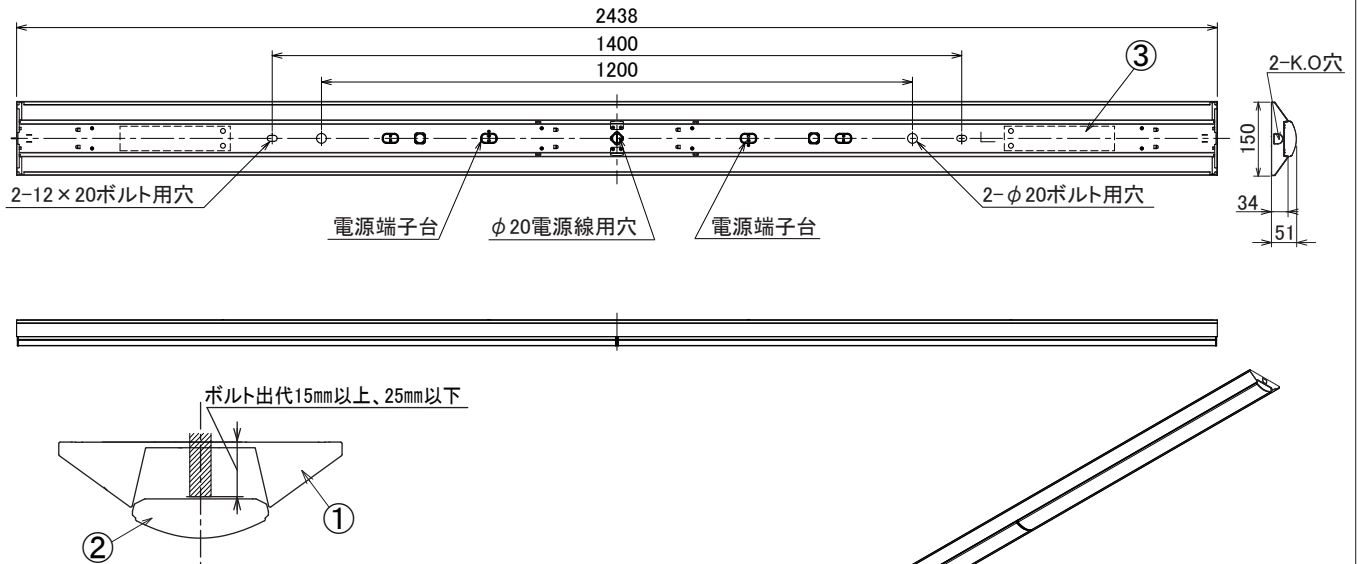 2438
1400
1200
③
2-K.O穴
150
34
51
2-12×20ボルト用穴
電源端子台
φ20電源線用穴
電源端子台
2-φ20ボルト用穴
ボルト出代15㎜以上、25㎜以下
①
②